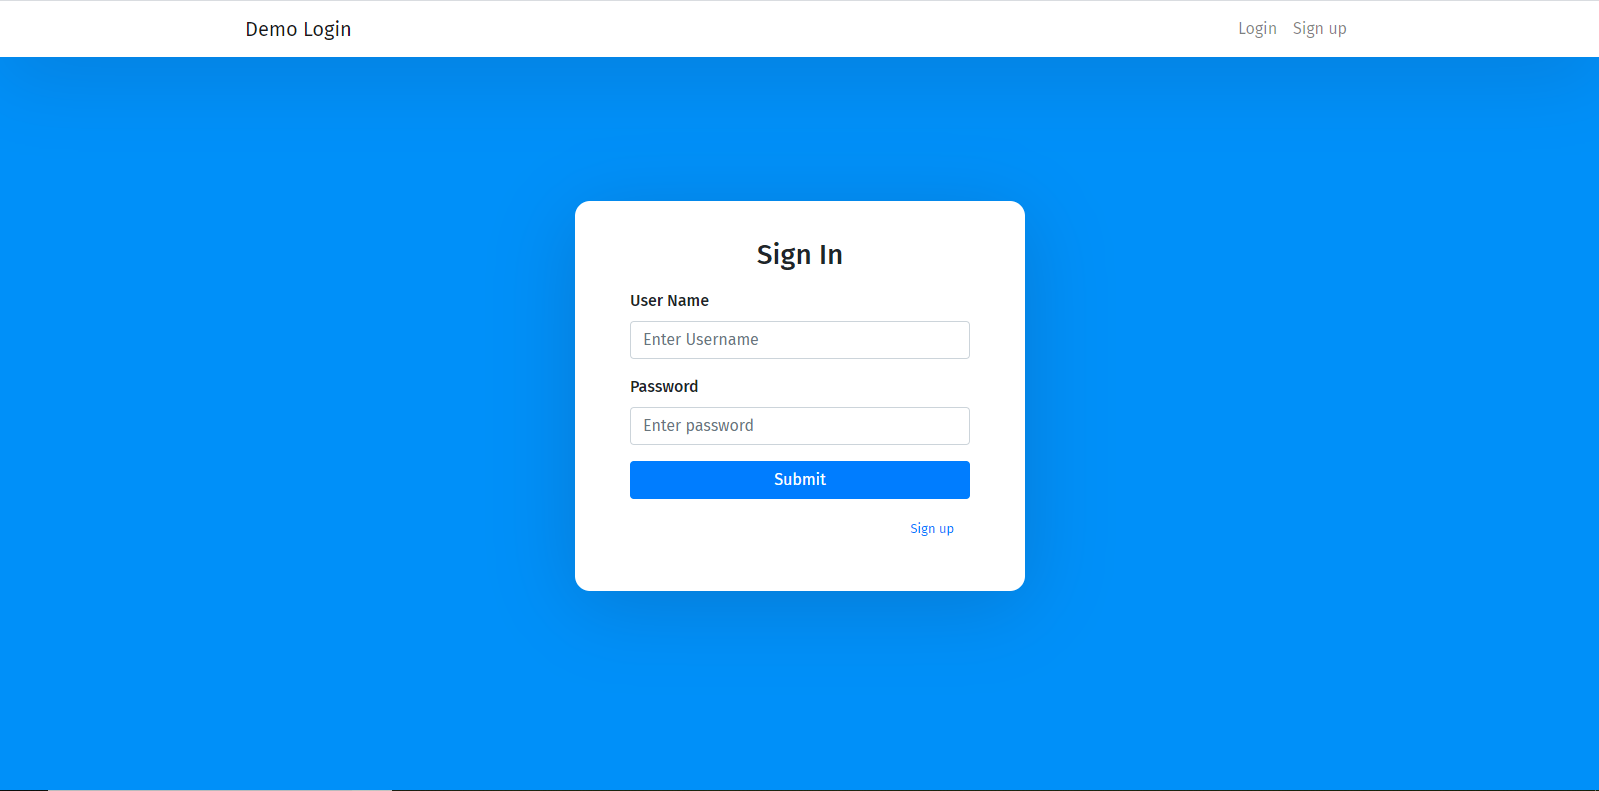 Demo Login
Login Sign up
Sign In
User Name
Enter Username
Password
Enter password
Submit
Sign up